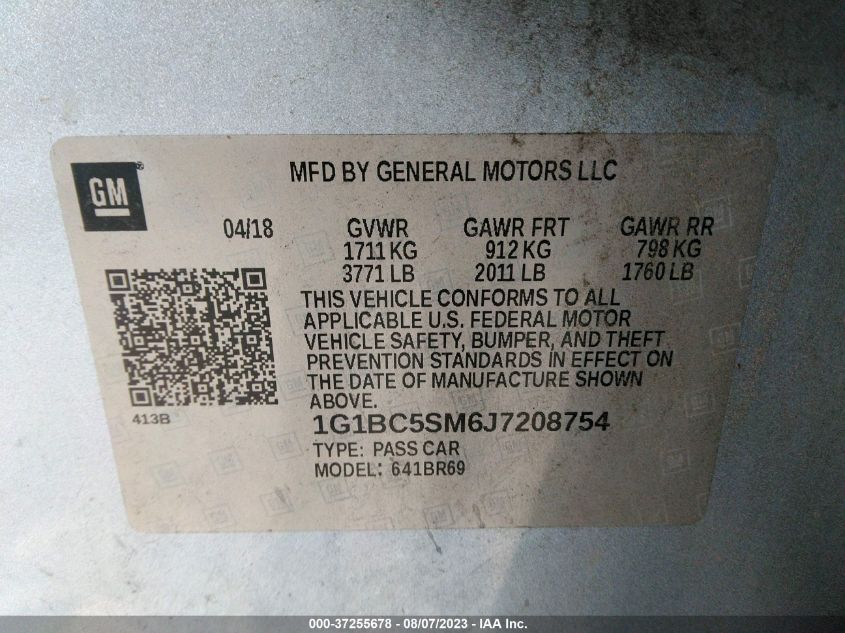 GM
MFD BY GENERAL MOTORS LLC
04/18 GVWR GAWR FRT GAWR RR
1711 KG 912 KG 798 KG
3771 LB 2011 LB 1760 LB
THIS VEHICLE CONFORMS TO ALL
APPLICABLE U.S. FEDERAL MOTOR
VEHICLE SAFETY, BUMPER, AND THEFT
PREVENTION STANDARDS IN EFFECT ON
THE DATE OF MANUFACTURE SHOWN
ABOVE.
413B
1G1BC5SM6J7208754
TYPE: PASS CAR
MODEL: 641BR69
000-37255678 - 08/07/2023 - IAA Inc.